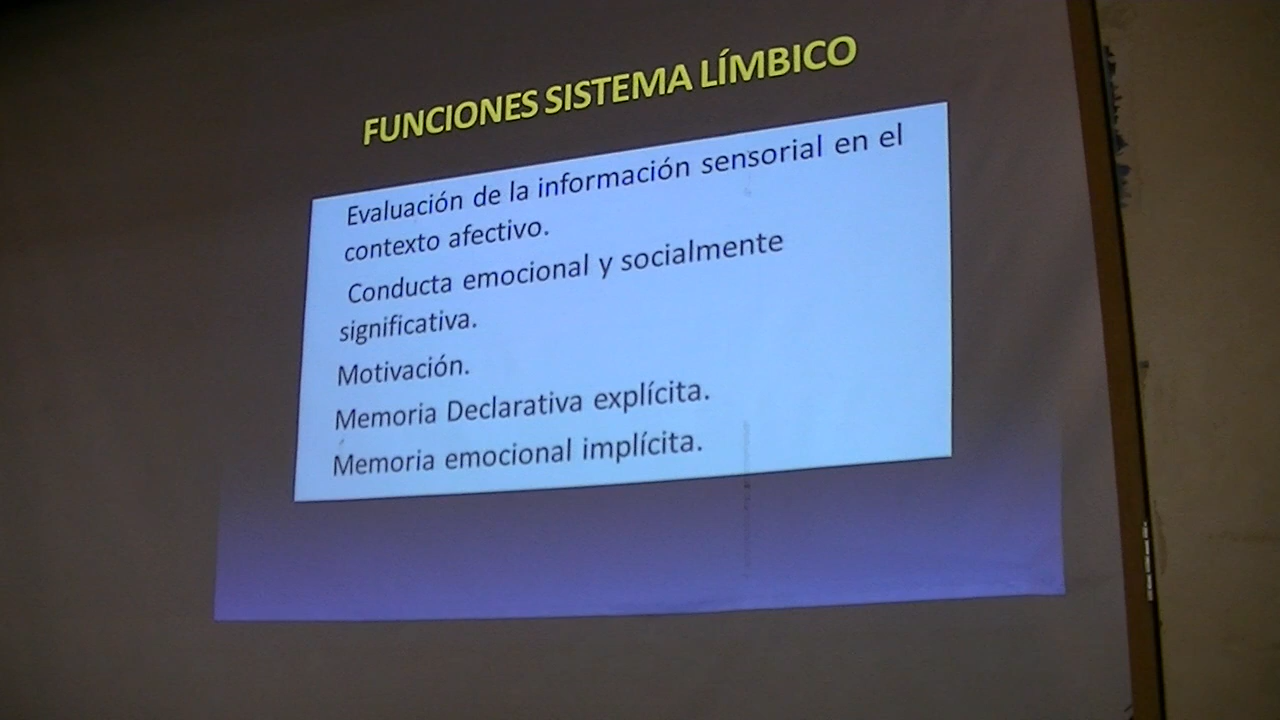 FUNCIONES SISTEMA LÍMBICO
Evaluación de la información sensorial en el
contexto afectivo.
Conducta emocional y socialmente
significativa.
Motivación.
Memoria Declarativa explícita.
Memoria emocional implícita.